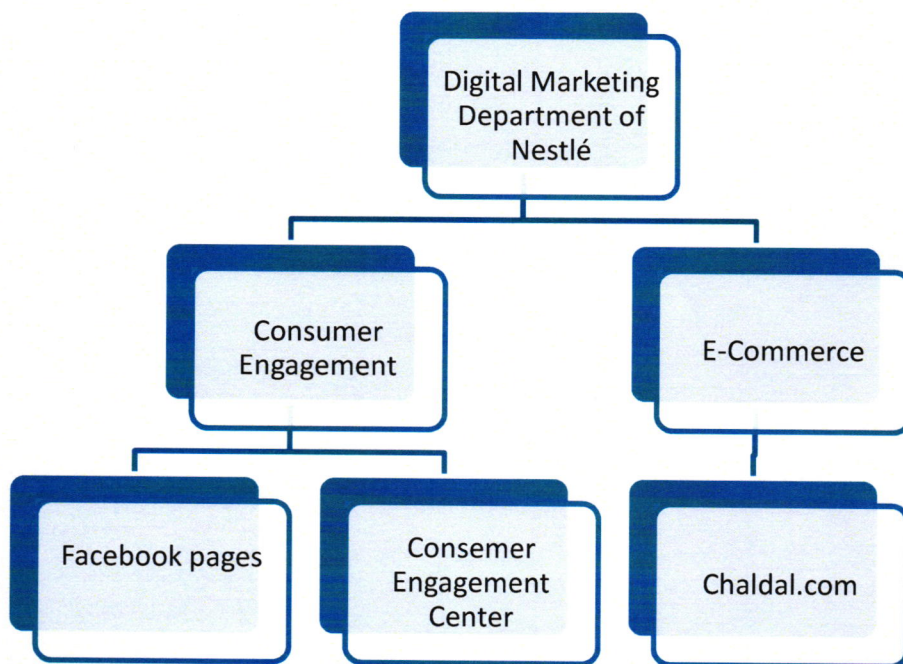 Digital Marketing
Department of
Nestlé
Consumer
Engagement
E-Commerce
Facebook pages
Consemer
Engagement
Center
Chaldal.com